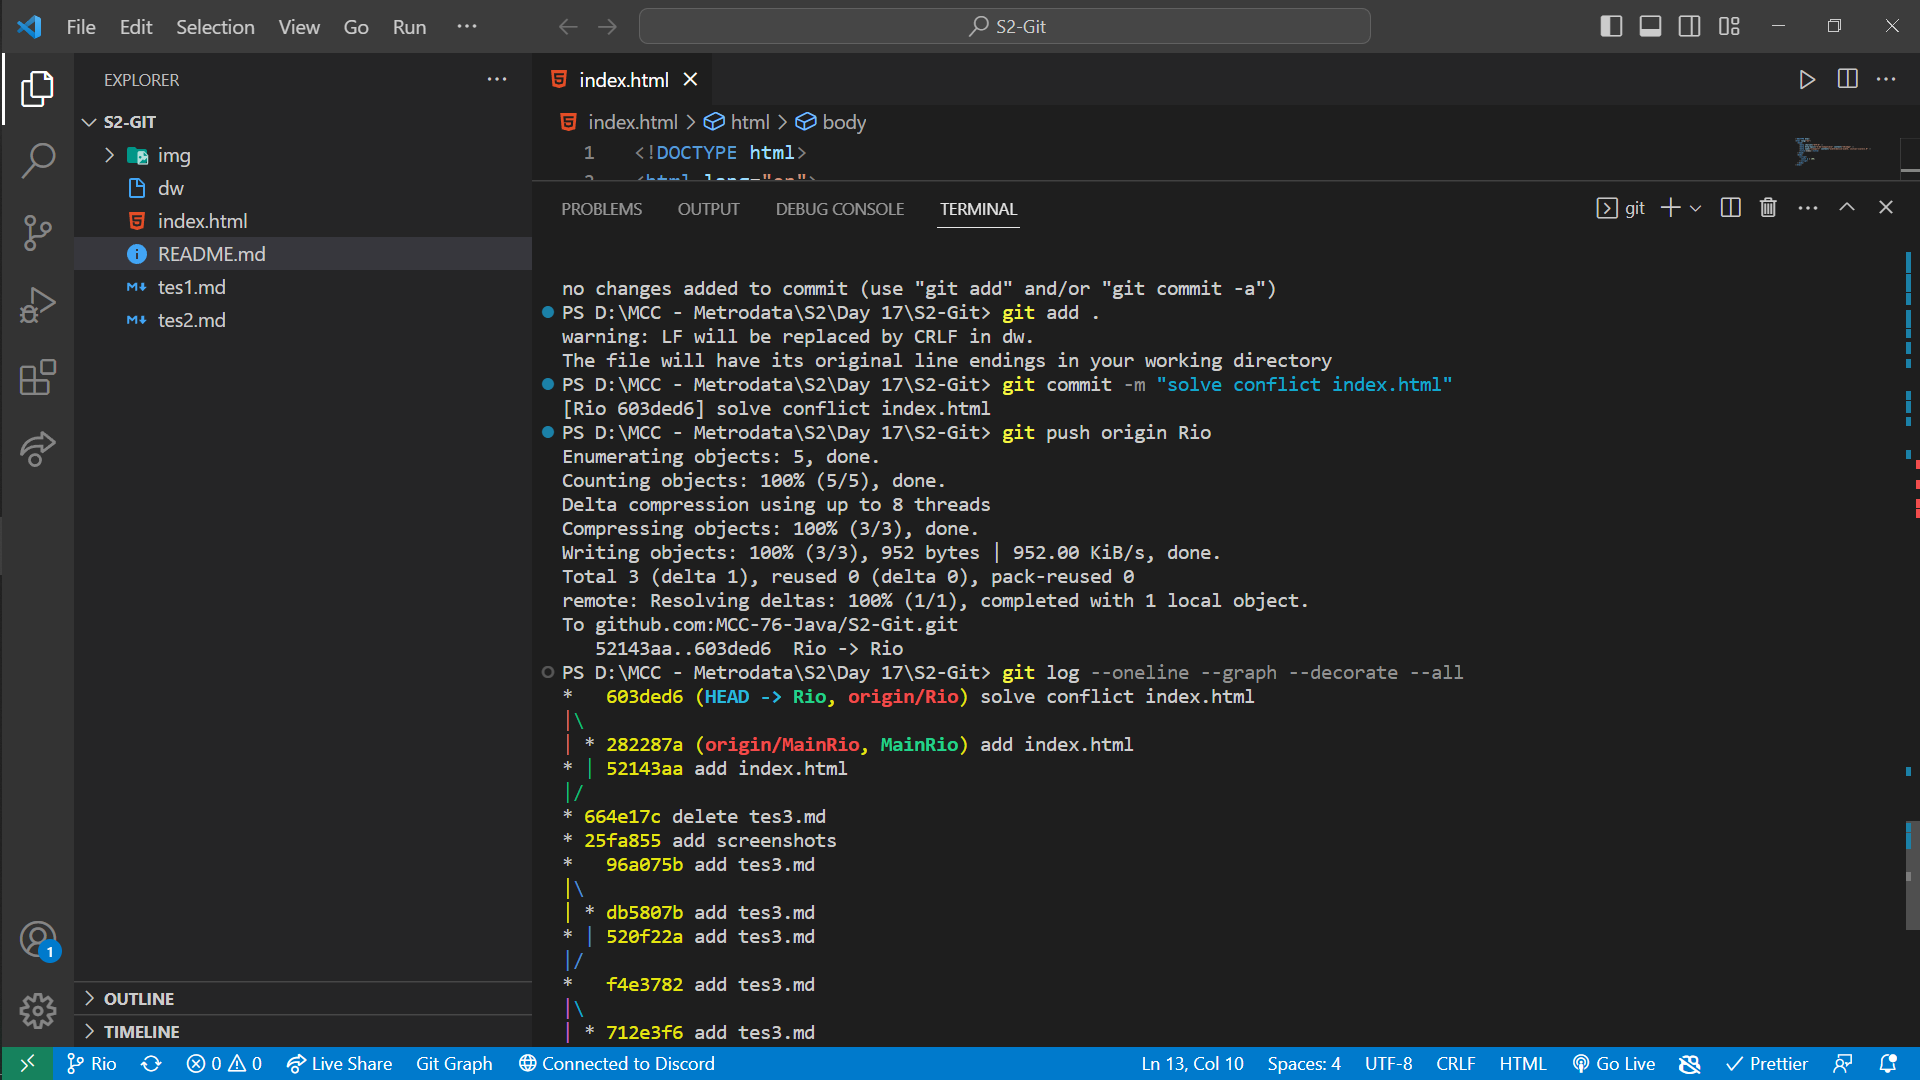 File Edit Selection View Go Run ···
S2-Git
EXPLORER
S2-GIT
img
dw
index.html
README.md
tes1.md
tes2.md
OUTLINE
TIMELINE
index.html
index.html > html > body
1 <!DOCTYPE html>
2 <html lang="en">
PROBLEMS OUTPUT DEBUG CONSOLE TERMINAL
git
no changes added to commit (use "git add" and/or "git commit -a")
PS D:\MCC - Metrodata\S2\Day 17\S2-Git> git add .
warning: LF will be replaced by CRLF in dw.
The file will have its original line endings in your working directory
PS D:\MCC - Metrodata\S2\Day 17\S2-Git> git commit -m "solve conflict index.html"
[Rio 603ded6] solve conflict index.html
PS D:\MCC - Metrodata\S2\Day 17\S2-Git> git push origin Rio
Enumerating objects: 5, done.
Counting objects: 100% (5/5), done.
Delta compression using up to 8 threads
Compressing objects: 100% (3/3), done.
Writing objects: 100% (3/3), 952 bytes | 952.00 KiB/s, done.
Total 3 (delta 1), reused 0 (delta 0), pack-reused 0
remote: Resolving deltas: 100% (1/1), completed with 1 local object.
To github.com:MCC-76-Java/S2-Git.git
   52143aa..603ded6  Rio -> Rio
PS D:\MCC - Metrodata\S2\Day 17\S2-Git> git log --oneline --graph --decorate --all
*   603ded6 (HEAD -> Rio, origin/Rio) solve conflict index.html
|\
| * 282287a (origin/MainRio, MainRio) add index.html
* | 52143aa add index.html
|/
* 664e17c delete tes3.md
* 25fa855 add screenshots
*   96a075b add tes3.md
|\
| * db5807b add tes3.md
* | 520f22a add tes3.md
|/
*   f4e3782 add tes3.md
|\
| * 712e3f6 add tes3.md
1
Rio 0 0 Live Share Git Graph Connected to Discord Ln 13, Col 10 Spaces: 4 UTF-8 CRLF HTML Go Live Prettier